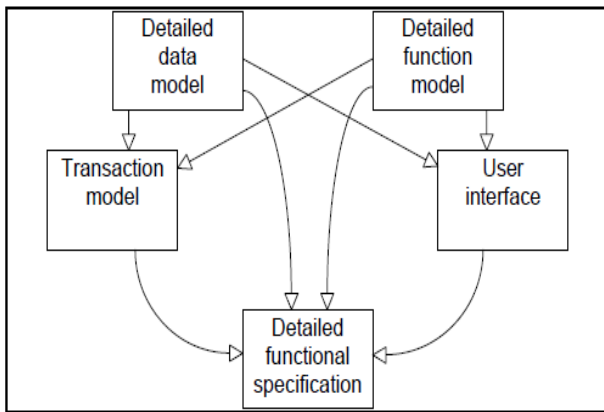 Detailed
data
model
Detailed
function
model
Transaction
model
User
interface
Detailed
functional
specification